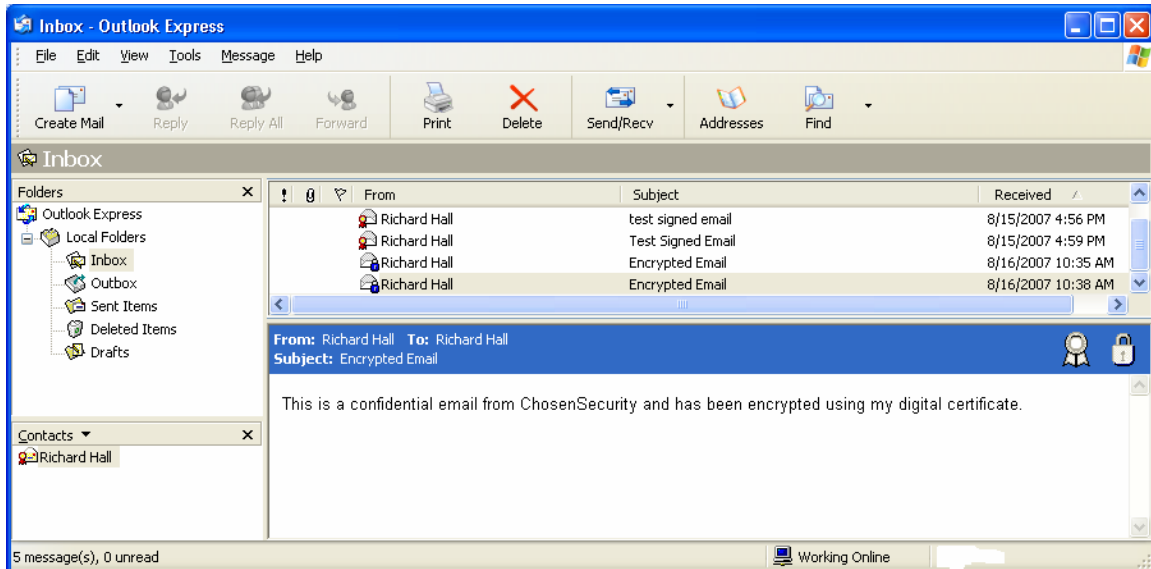 Inbox - Outlook Express
File Edit View Tools Message Help
Create Mail Reply Reply All Forward Print Delete Send/Recv Addresses Find
Inbox
Folders
Outlook Express
Local Folders
Inbox
Outbox
Sent Items
Deleted Items
Drafts
Contacts
Richard Hall
! From Subject Received
Richard Hall test signed email 8/15/2007 4:56 PM
Richard Hall Test Signed Email 8/15/2007 4:59 PM
Richard Hall Encrypted Email 8/16/2007 10:35 AM
Richard Hall Encrypted Email 8/16/2007 10:38 AM
From: Richard Hall To: Richard Hall
Subject: Encrypted Email
This is a confidential email from ChosenSecurity and has been encrypted using my digital certificate.
5 message(s), 0 unread Working Online